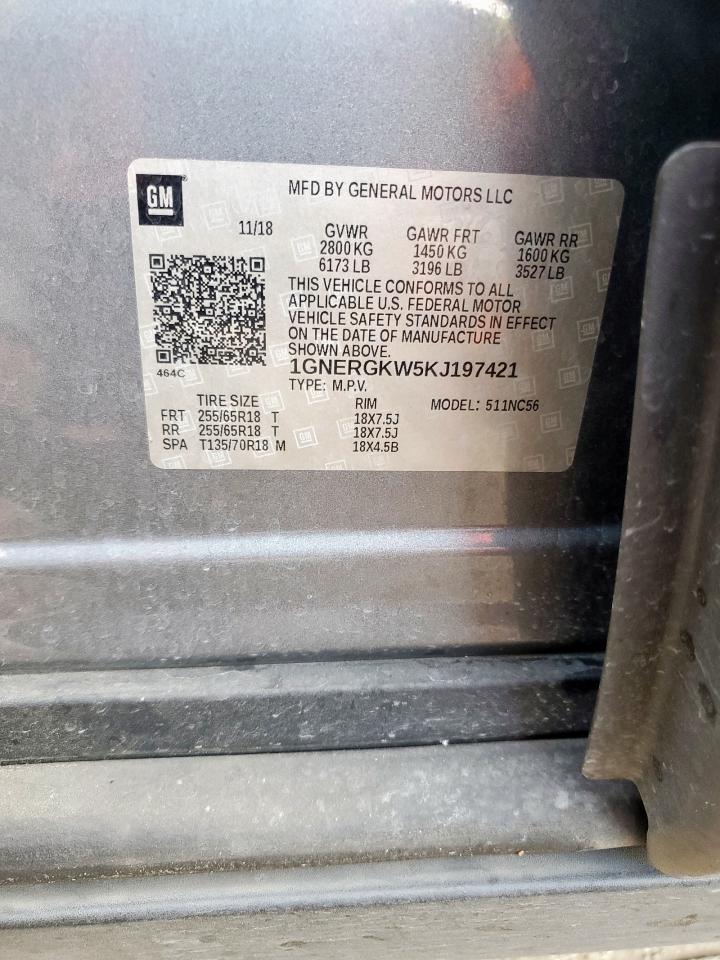 GM
MFD BY GENERAL MOTORS LLC
11/18 GVWR GAWR FRT GAWR RR
2800 KG 1450 KG 1600 KG
6173 LB 3196 LB 3527 LB
THIS VEHICLE CONFORMS TO ALL
APPLICABLE U.S. FEDERAL MOTOR
VEHICLE SAFETY STANDARDS IN EFFECT
ON THE DATE OF MANUFACTURE
SHOWN ABOVE.
464C
1GNERGKW5KJ197421
TYPE: M.P.V.
TIRE SIZE RIM MODEL: 511NC56
FRT 255/65R18 T 18X7.5J
RR 255/65R18 T 18X7.5J
SPA T135/70R18 M 18X4.5B